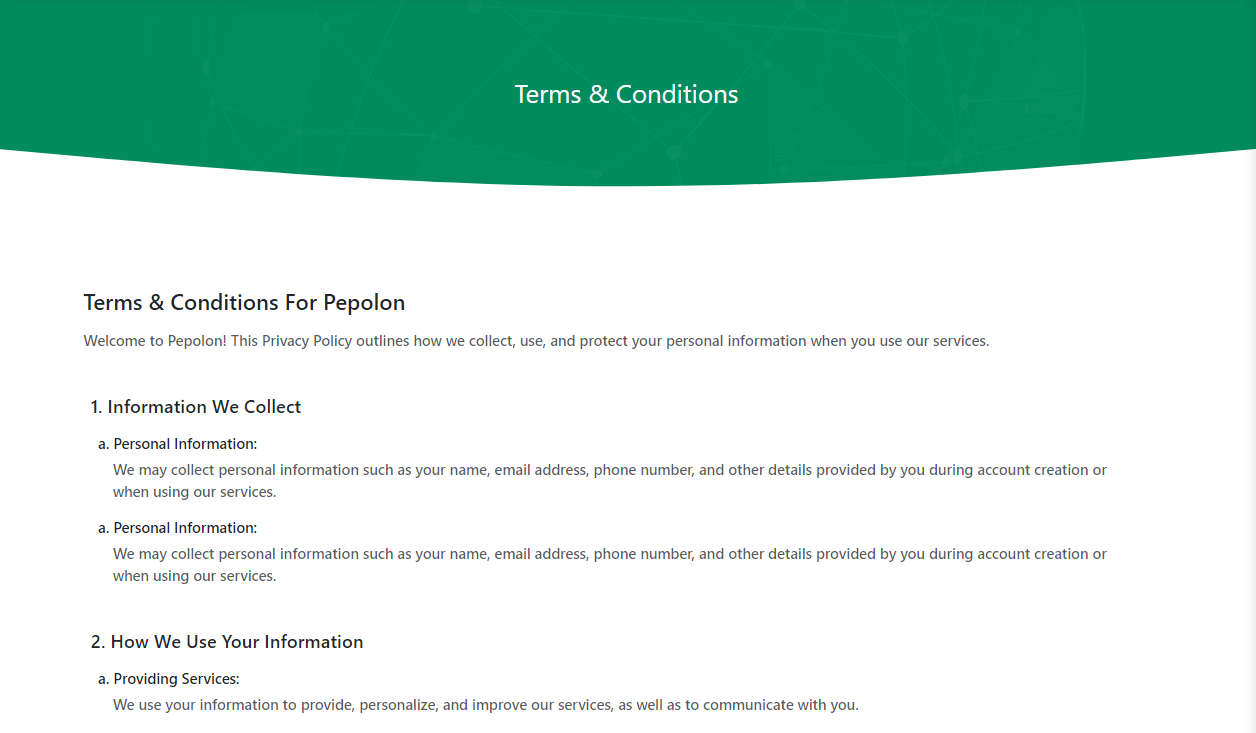 Terms & Conditions
Terms & Conditions For Pepolon
Welcome to Pepolon! This Privacy Policy outlines how we collect, use, and protect your personal information when you use our services.
1. Information We Collect
a. Personal Information:
We may collect personal information such as your name, email address, phone number, and other details provided by you during account creation or
when using our services.
a. Personal Information:
We may collect personal information such as your name, email address, phone number, and other details provided by you during account creation or
when using our services.
2. How We Use Your Information
a. Providing Services:
We use your information to provide, personalize, and improve our services, as well as to communicate with you.